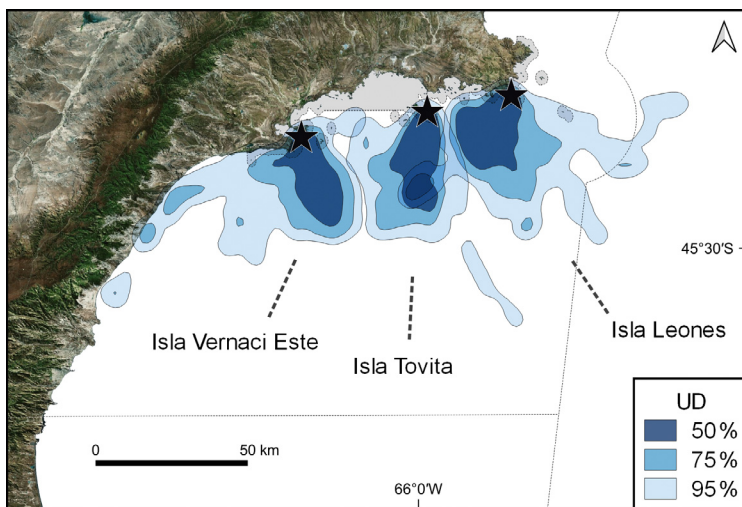 45°30'S
Isla Vernaci Este
Isla Tovita
Isla Leones
UD
50%
75%
95%
0
50 km
66°0'W